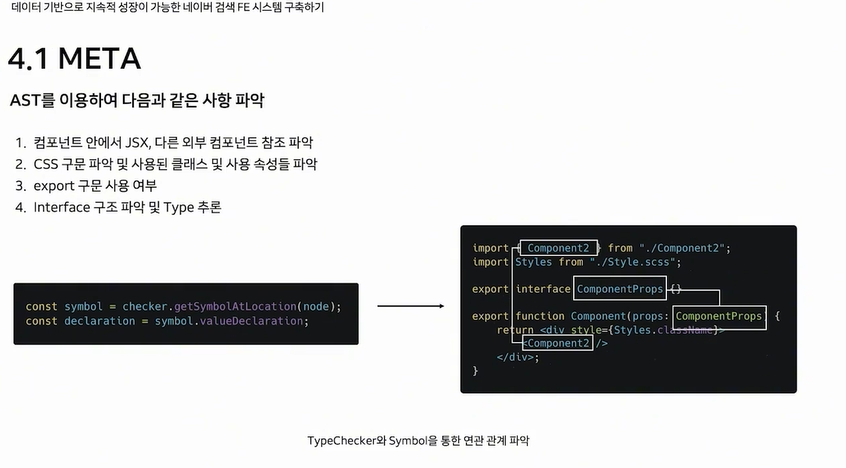 데이터 기반으로 지속적 성장이 가능한 네이버 검색 FE 시스템 구축하기
4.1 META
AST를 이용하여 다음과 같은 사항 파악
1. 컴포넌트 안에서 JSX, 다른 외부 컴포넌트 참조 파악
2. CSS 구문 파악 및 사용된 클래스 및 사용 속성들 파악
3. export 구문 사용 여부
4. Interface 구조 파악 및 Type 추론
const symbol = checker.getSymbolAtLocation(node);
const declaration = symbol.valueDeclaration;
import { Component2 } from "./Component2";
import Styles from "./Style.scss";
export interface ComponentProps {}
export function Component(props: ComponentProps) {
return <div style={Styles.className}>
<Component2 />
</div>;
}
TypeChecker와 Symbol을 통한 연관 관계 파악